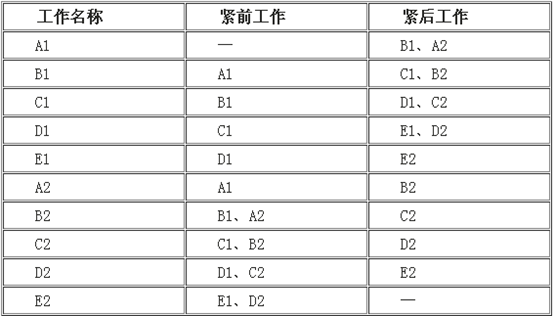 工作名称 紧前工作 紧后工作
A1 — B1、A2
B1 A1 C1、B2
C1 B1 D1、C2
D1 C1 E1、D2
E1 D1 E2
A2 A1 B2
B2 B1、A2 C2
C2 C1、B2 D2
D2 D1、C2 E2
E2 E1、D2 —